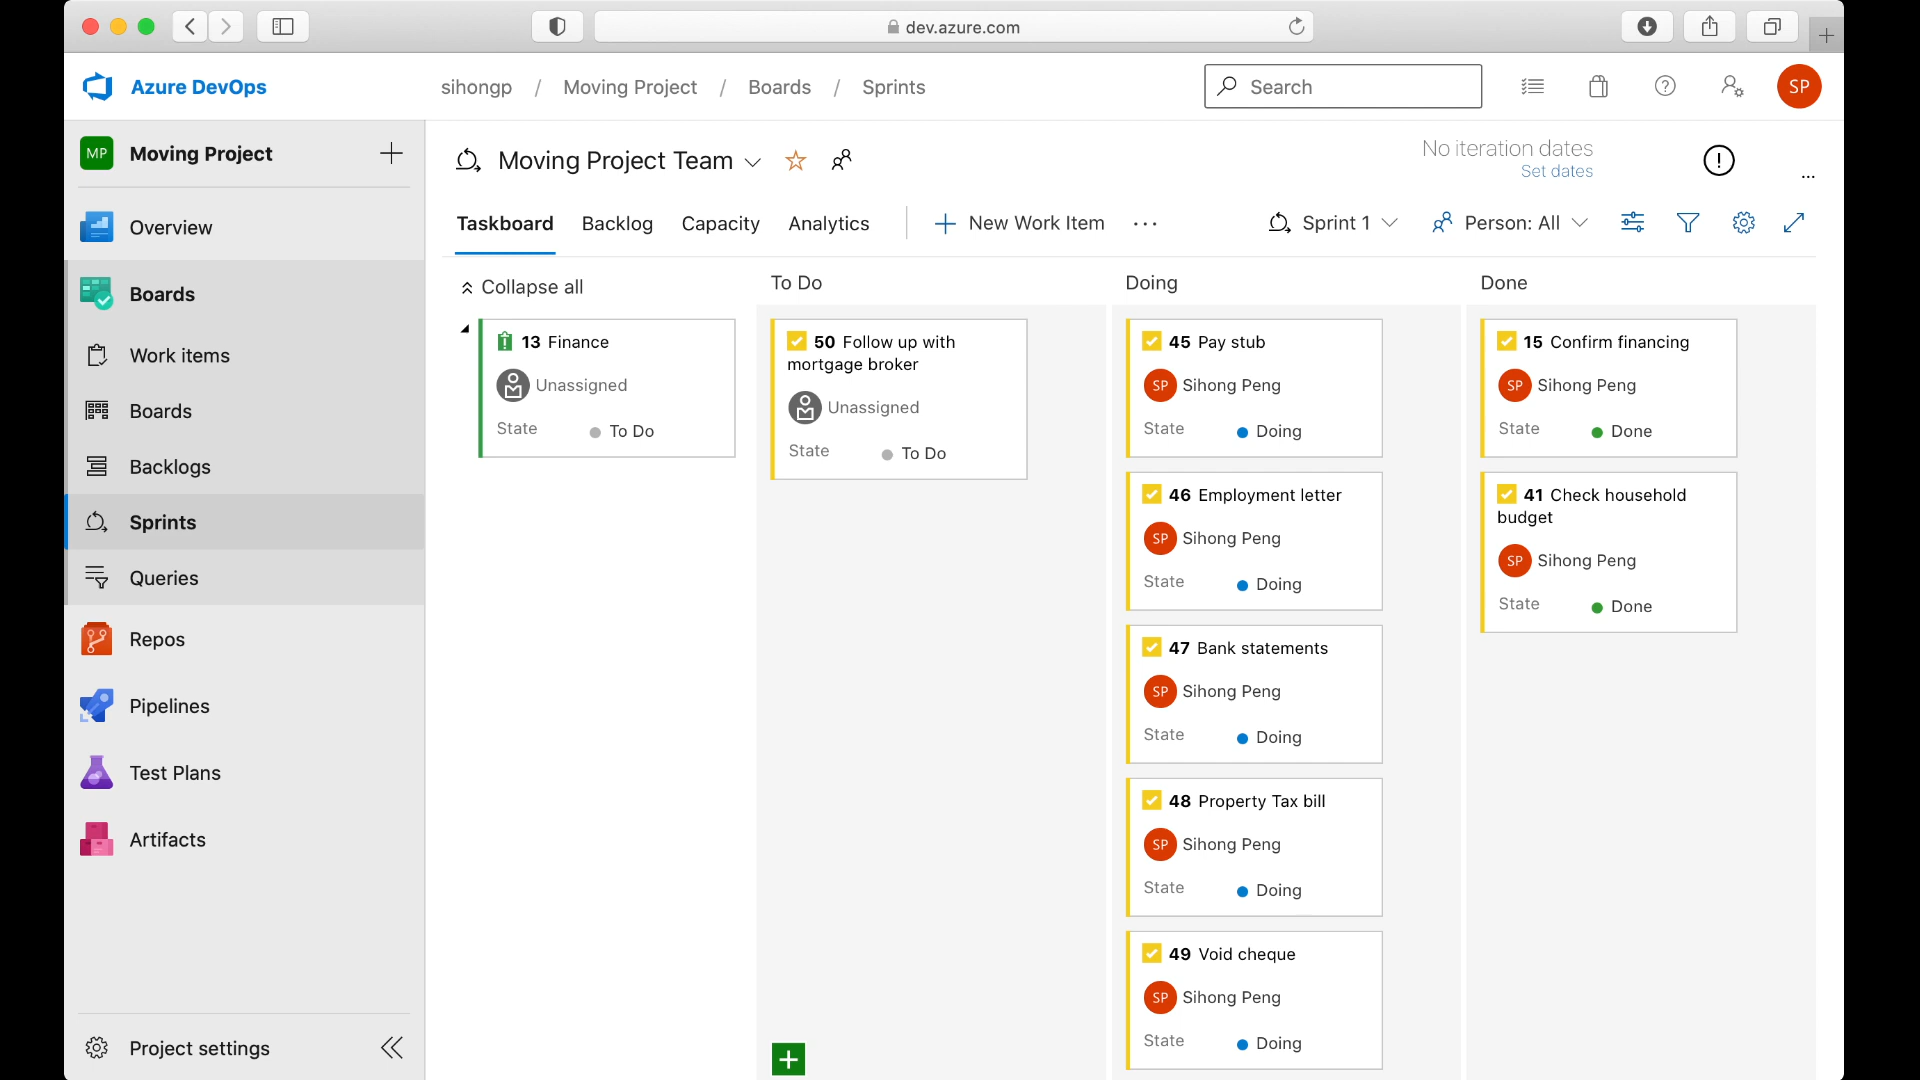 dev.azure.com
Azure DevOps
sihongp / Moving Project / Boards / Sprints
Search
SP
MP Moving Project
Overview
Boards
Work items
Boards
Backlogs
Sprints
Queries
Repos
Pipelines
Test Plans
Artifacts
Project settings
Moving Project Team
No iteration dates
Set dates
Taskboard Backlog Capacity Analytics New Work Item Sprint 1 Person: All
Collapse all
To Do
Doing
Done
13 Finance
Unassigned
State To Do
50 Follow up with
mortgage broker
Unassigned
State To Do
45 Pay stub
SP Sihong Peng
State Doing
46 Employment letter
SP Sihong Peng
State Doing
47 Bank statements
SP Sihong Peng
State Doing
48 Property Tax bill
SP Sihong Peng
State Doing
49 Void cheque
SP Sihong Peng
State Doing
15 Confirm financing
SP Sihong Peng
State Done
41 Check household
budget
SP Sihong Peng
State Done